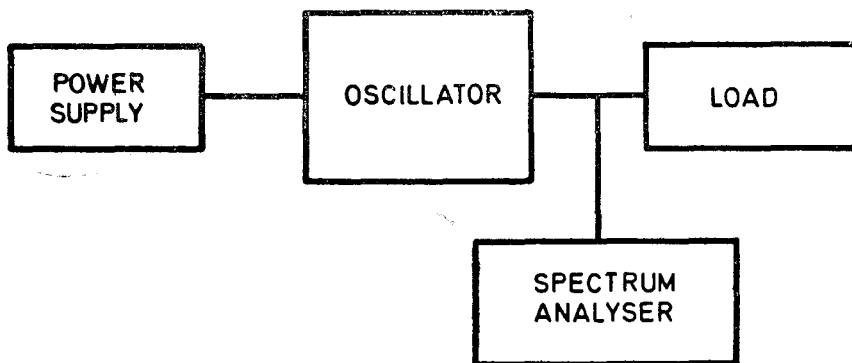 POWER
SUPPLY
OSCILLATOR
LOAD
SPECTRUM
ANALYSER